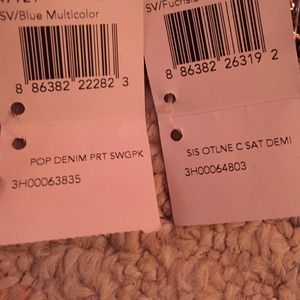 SV/Blue Multicolor
8 86382 22282 3
POP DENIM PRT SWGPK
3H00063835
SV/Fuchsia
8 86382 26319 2
SIS OTLNE C SAT DEMI
3H00064803